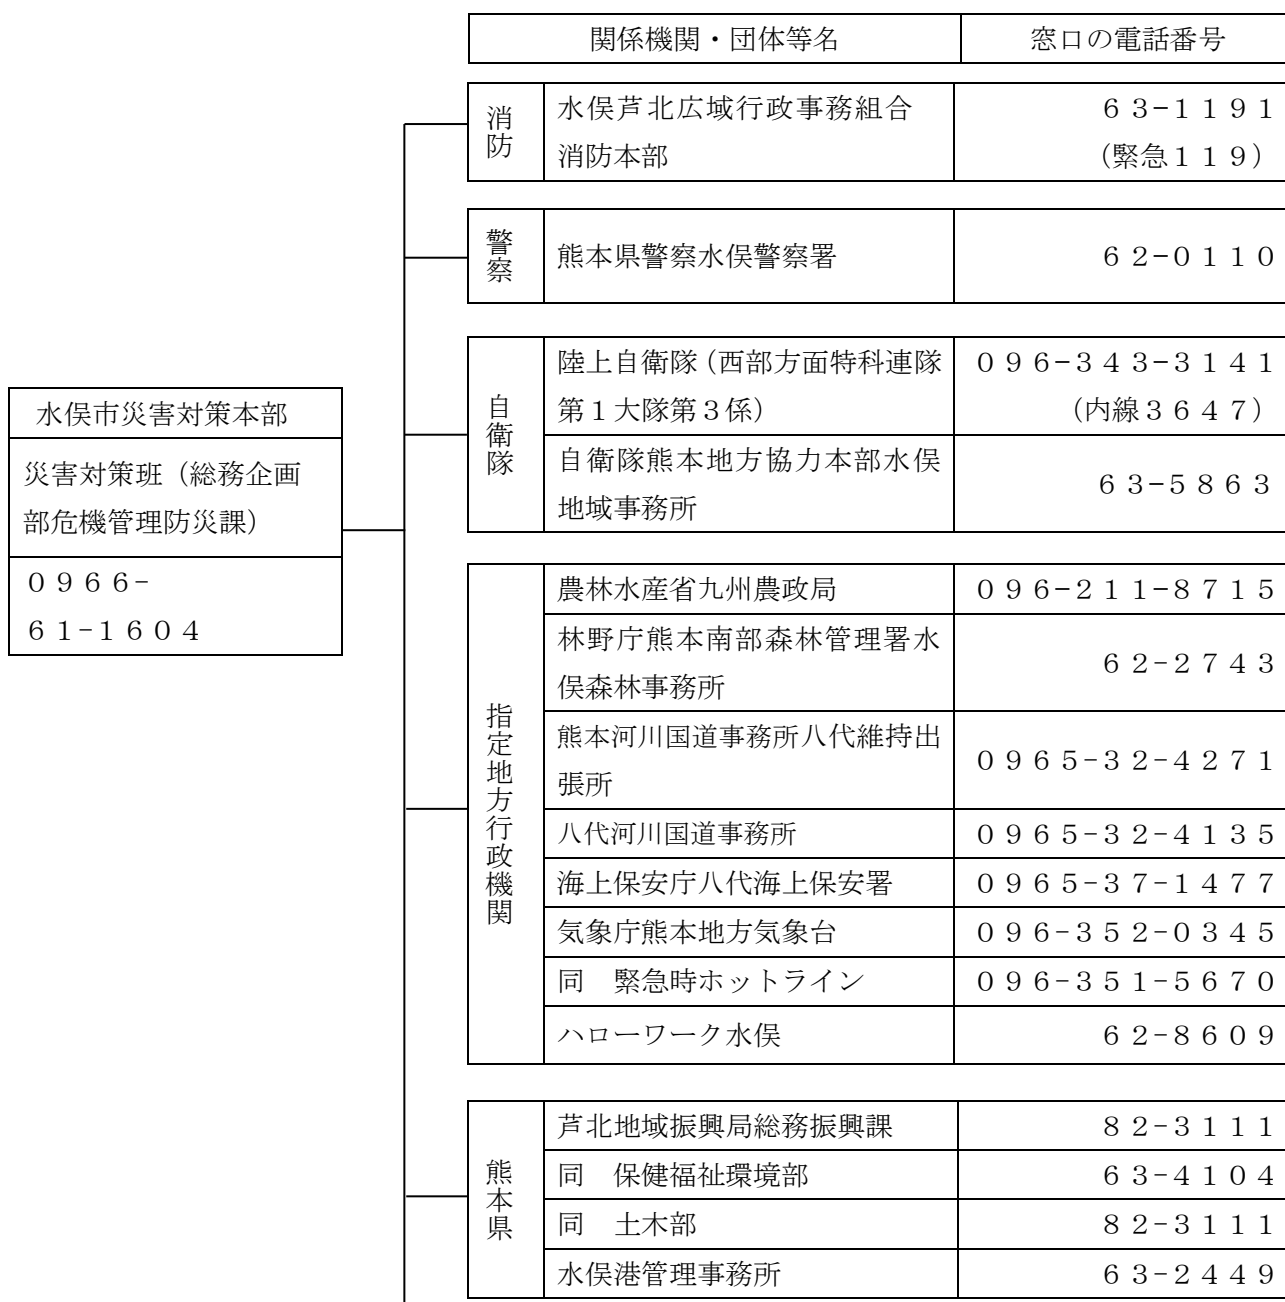 関係機関・団体等名 窓口の電話番号
消防
水俣芦北広域行政事務組合
消防本部
６３−１１９１
（緊急１１９）
警察
熊本県警察水俣警察署
６２−０１１０
自衛隊
陸上自衛隊（西部方面特科連隊
第１大隊第３係）
０９６−３４３−３１４１
（内線３６４７）
自衛隊熊本地方協力本部水俣
地域事務所
６３−５８６３
水俣市災害対策本部
災害対策班（総務企画
部危機管理防災課）
０９６６−
６１−１６０４
指定地方行政機関
農林水産省九州農政局 ０９６−２１１−８７１５
林野庁熊本南部森林管理署水
俣森林事務所
６２−２７４３
熊本河川国道事務所八代維持出
張所
０９６５−３２−４２７１
八代河川国道事務所 ０９６５−３２−４１３５
海上保安庁八代海上保安署 ０９６５−３７−１４７７
気象庁熊本地方気象台 ０９６−３５２−０３４５
同　緊急時ホットライン ０９６−３５１−５６７０
ハローワーク水俣 ６２−８６０９
熊本県
芦北地域振興局総務振興課 ８２−３１１１
同　保健福祉環境部 ６３−４１０４
同　土木部 ８２−３１１１
水俣港管理事務所 ６３−２４４９